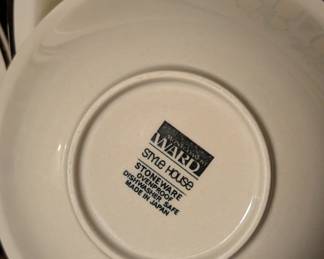 WARD
STYLE HOUSE
STONEWARE
OVENPROOF
DISHWASHER SAFE
MADE IN JAPAN